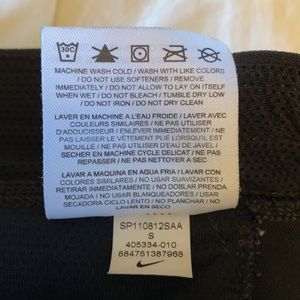 30C
MACHINE WASH COLD / WASH WITH LIKE COLORS
/ DO NOT USE SOFTENERS / REMOVE
IMMEDIATELY / DO NOT ALLOW TO LAY ON ITSELF
WHEN WET / DO NOT BLEACH / TUMBLE DRY LOW
/ DO NOT IRON / DO NOT DRY CLEAN
LAVER À MACHINE A L'EAU FROIDE / LAVER AVEC
COULEURS SIMILAIRES / NE PAS UTILISER
D'ADOUCISSEUR / ENLEVER IMMÉDIATEMENT / NE
PAS LAISSER LE VÊTEMENT PLIÉ LORSQU'IL EST
MOUILLÉ / NE PAS UTILISER D'EAU DE JAVEL /
SECHER EN MACHINE CYCLE DELICAT / NE PAS
REPASSER / NE PAS NETTOYER À SEC
LAVAR A MAQUINA EN AGUA FRIA / LAVAR CON
COLORES SIMILARES / NO USAR SUAVIZANTES /
RETIRAR INMEDIATAMENTE / NO DOBLAR PRENDA
MOJADA / NO USAR BLANQUEADORES / USAR
SECADORA CICLO LENTO / NO PLANCHAR / NO
LAVAR EN SECO
SP110812SAA
S
405334-010
884751387968